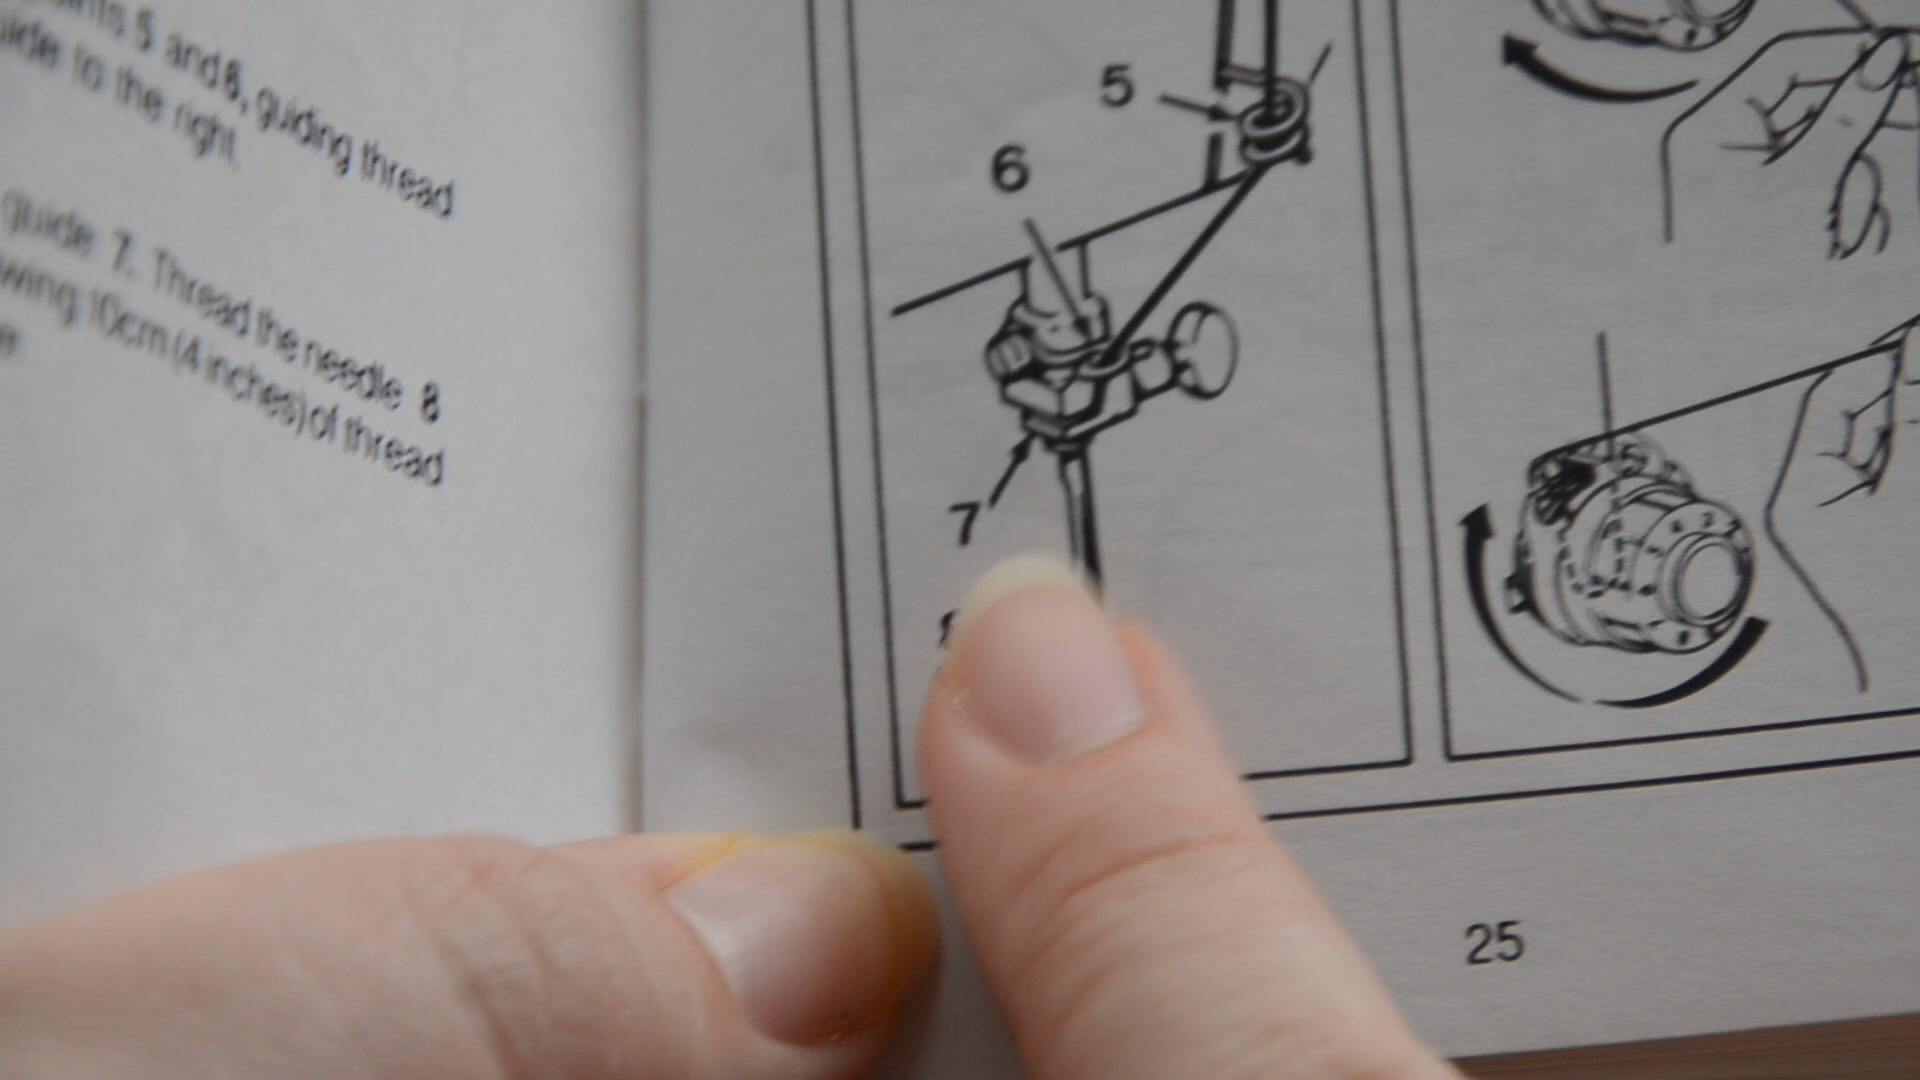 5 and 6, guiding thread
to the right.
guide 7. Thread the needle 8
10cm (4 inches) of thread
5
6
7
25